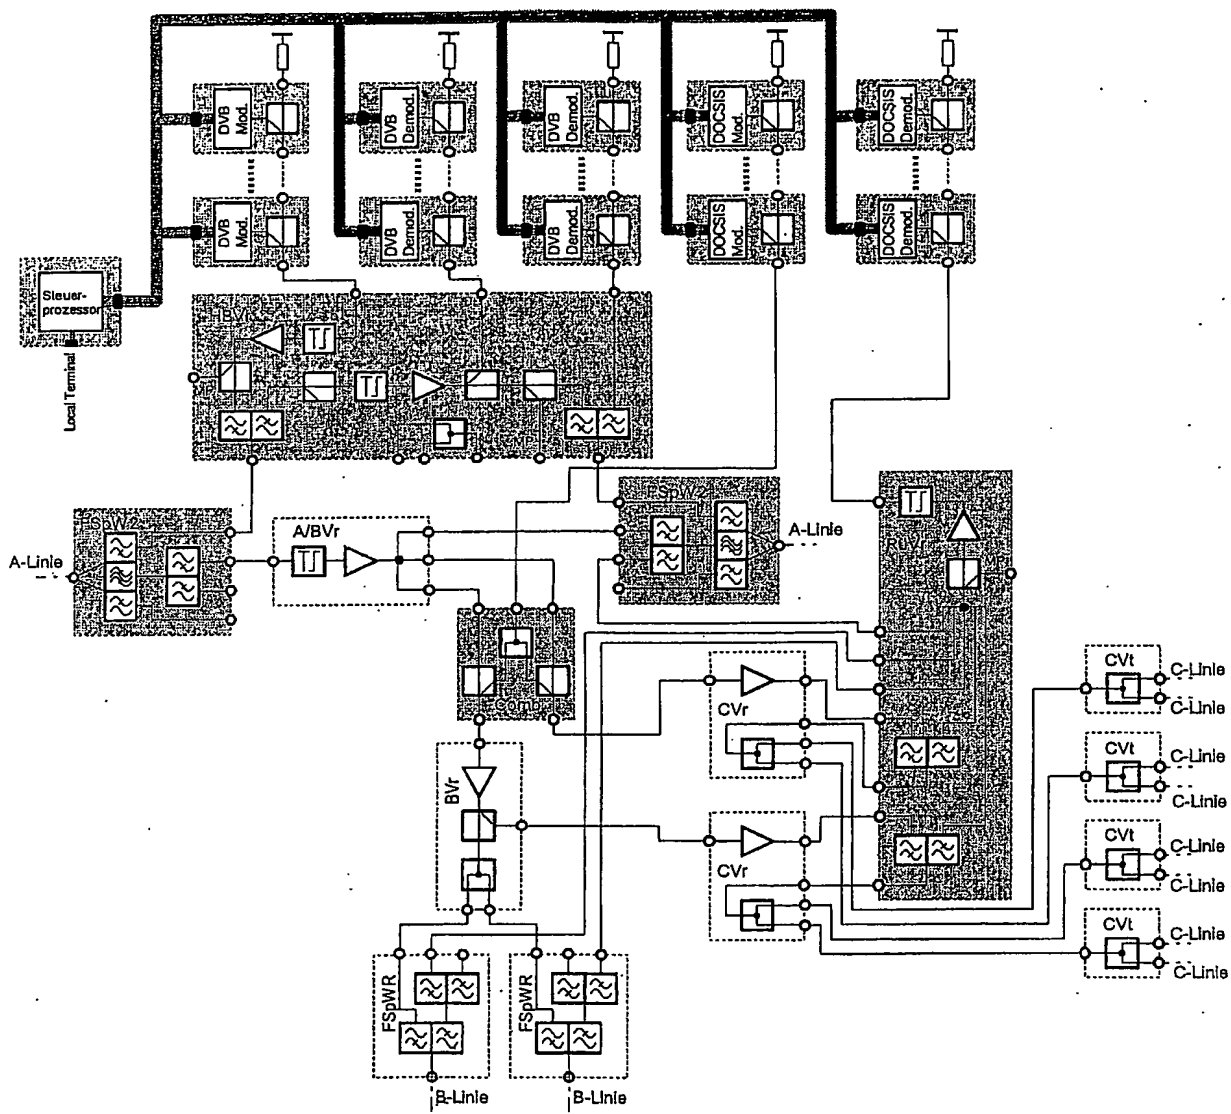 DVB
Mod.
DVB
Demod.
DVB
Demod.
DOCSIS
Mod.
DOCSIS
Demod.
DVB
Mod.
DVB
Demod.
DVB
Demod.
DOCSIS
Mod.
DOCSIS
Demod.
Steuer-
prozessor
Local Terminal
FSpW2
A-Linie
A/BVr
FSpW2
A-Linie
Comb
BVr
CVr
CVr
CVt
C-Linie
C-Linie
CVt
C-Linie
C-Linie
CVt
C-Linie
C-Linie
CVt
C-Linie
C-Linie
FSpWR
FSpWR
B-Linie
B-Linie